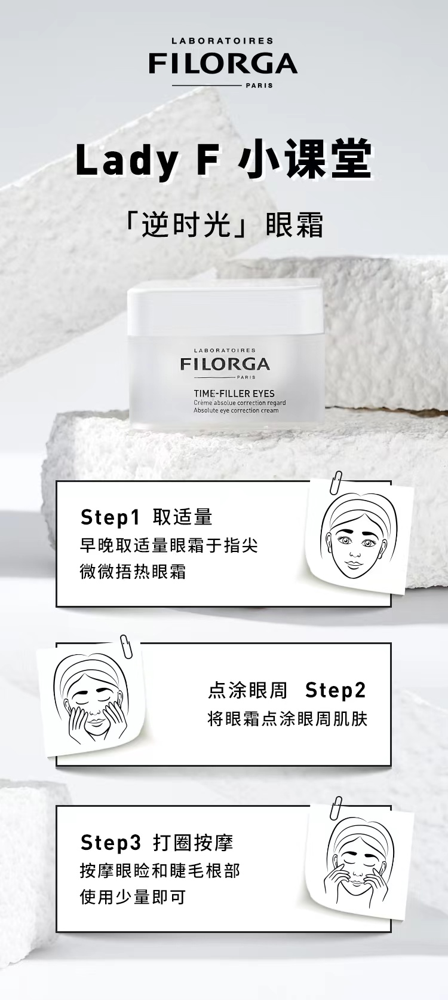 LABORATOIRES
FILORGA
PARIS
Lady F 小课堂
「逆时光」眼霜
LABORATOIRES
FILORGA
PARIS
TIME-FILLER EYES
Crème absolue correction regard
Absolute eye correction cream
Step1 取适量
早晚取适量眼霜于指尖
微微捂热眼霜
点涂眼周 Step2
将眼霜点涂眼周肌肤
Step3 打圈按摩
按摩眼睑和睫毛根部
使用少量即可